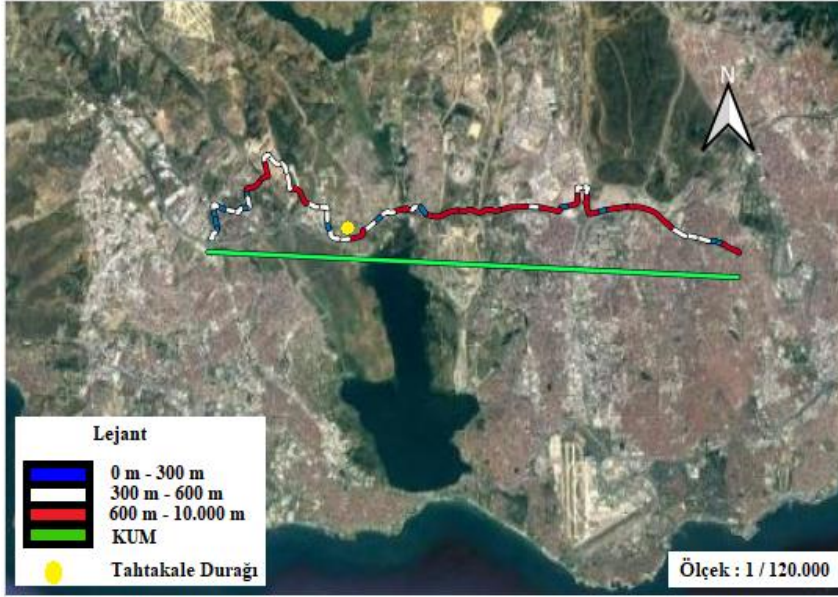 N
Lejant
0 m - 300 m
300 m - 600 m
600 m - 10.000 m
KUM
Tahtakale Durağı
Ölçek : 1 / 120.000